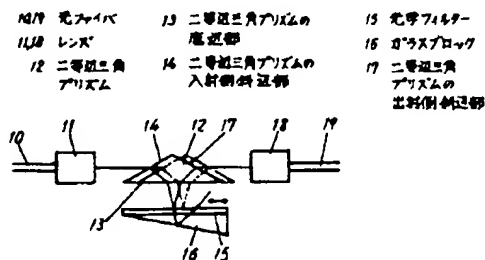 10,19 光ファイバ
11,18 レンズ
12 二等辺三角
プリズム
13 二等辺三角プリズムの
底辺部
14 二等辺三角プリズムの
入射側斜辺部
15 光学フィルター
16 ガラスブロック
17 二等辺三角
プリズムの
出射側斜辺部
10
11
14
12
17
18
19
13
15
16